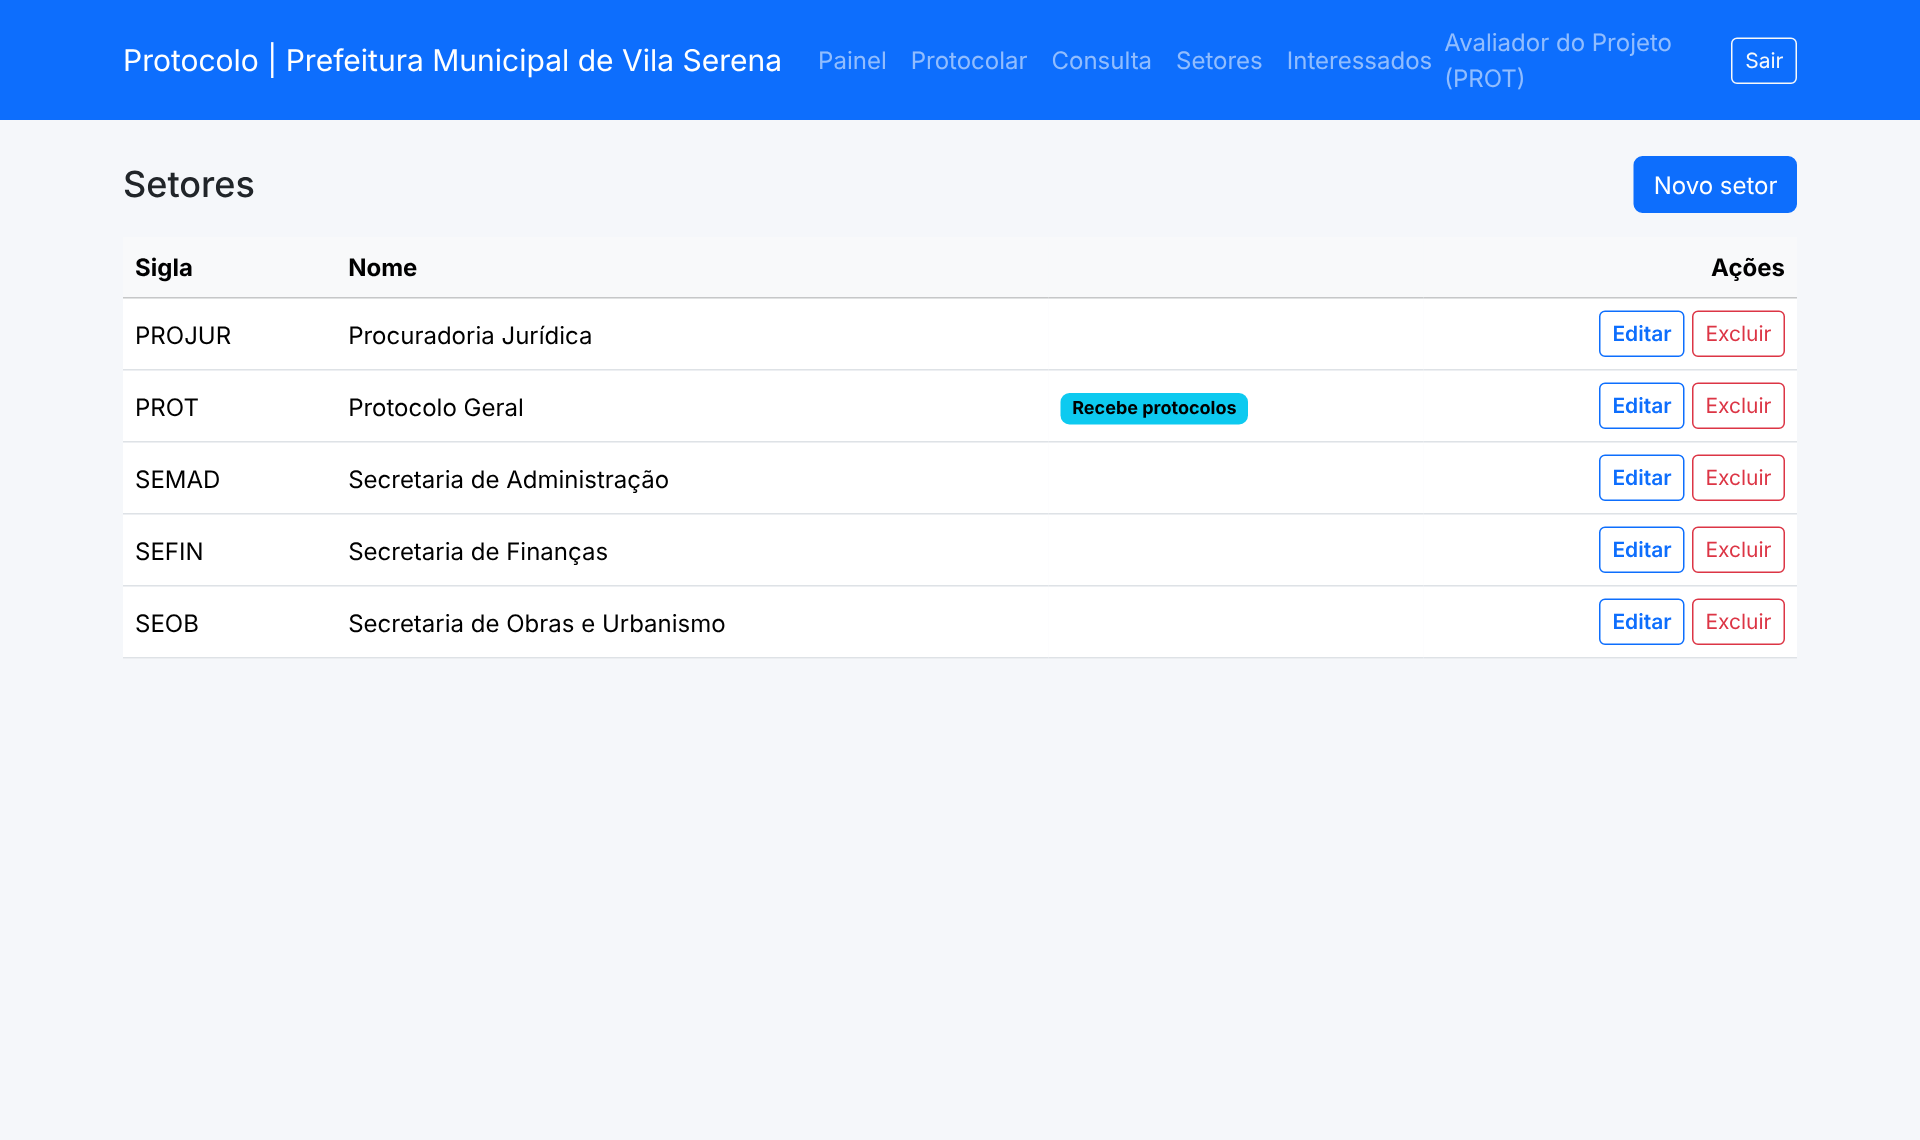 Protocolo | Prefeitura Municipal de Vila Serena
Painel
Protocolar
Consulta
Setores
Interessados
Avaliador do Projeto
(PROT)
Sair
Setores
Novo setor
Sigla Nome Ações
PROJUR Procuradoria Jurídica Editar Excluir
PROT Protocolo Geral Recebe protocolos Editar Excluir
SEMAD Secretaria de Administração Editar Excluir
SEFIN Secretaria de Finanças Editar Excluir
SEOB Secretaria de Obras e Urbanismo Editar Excluir